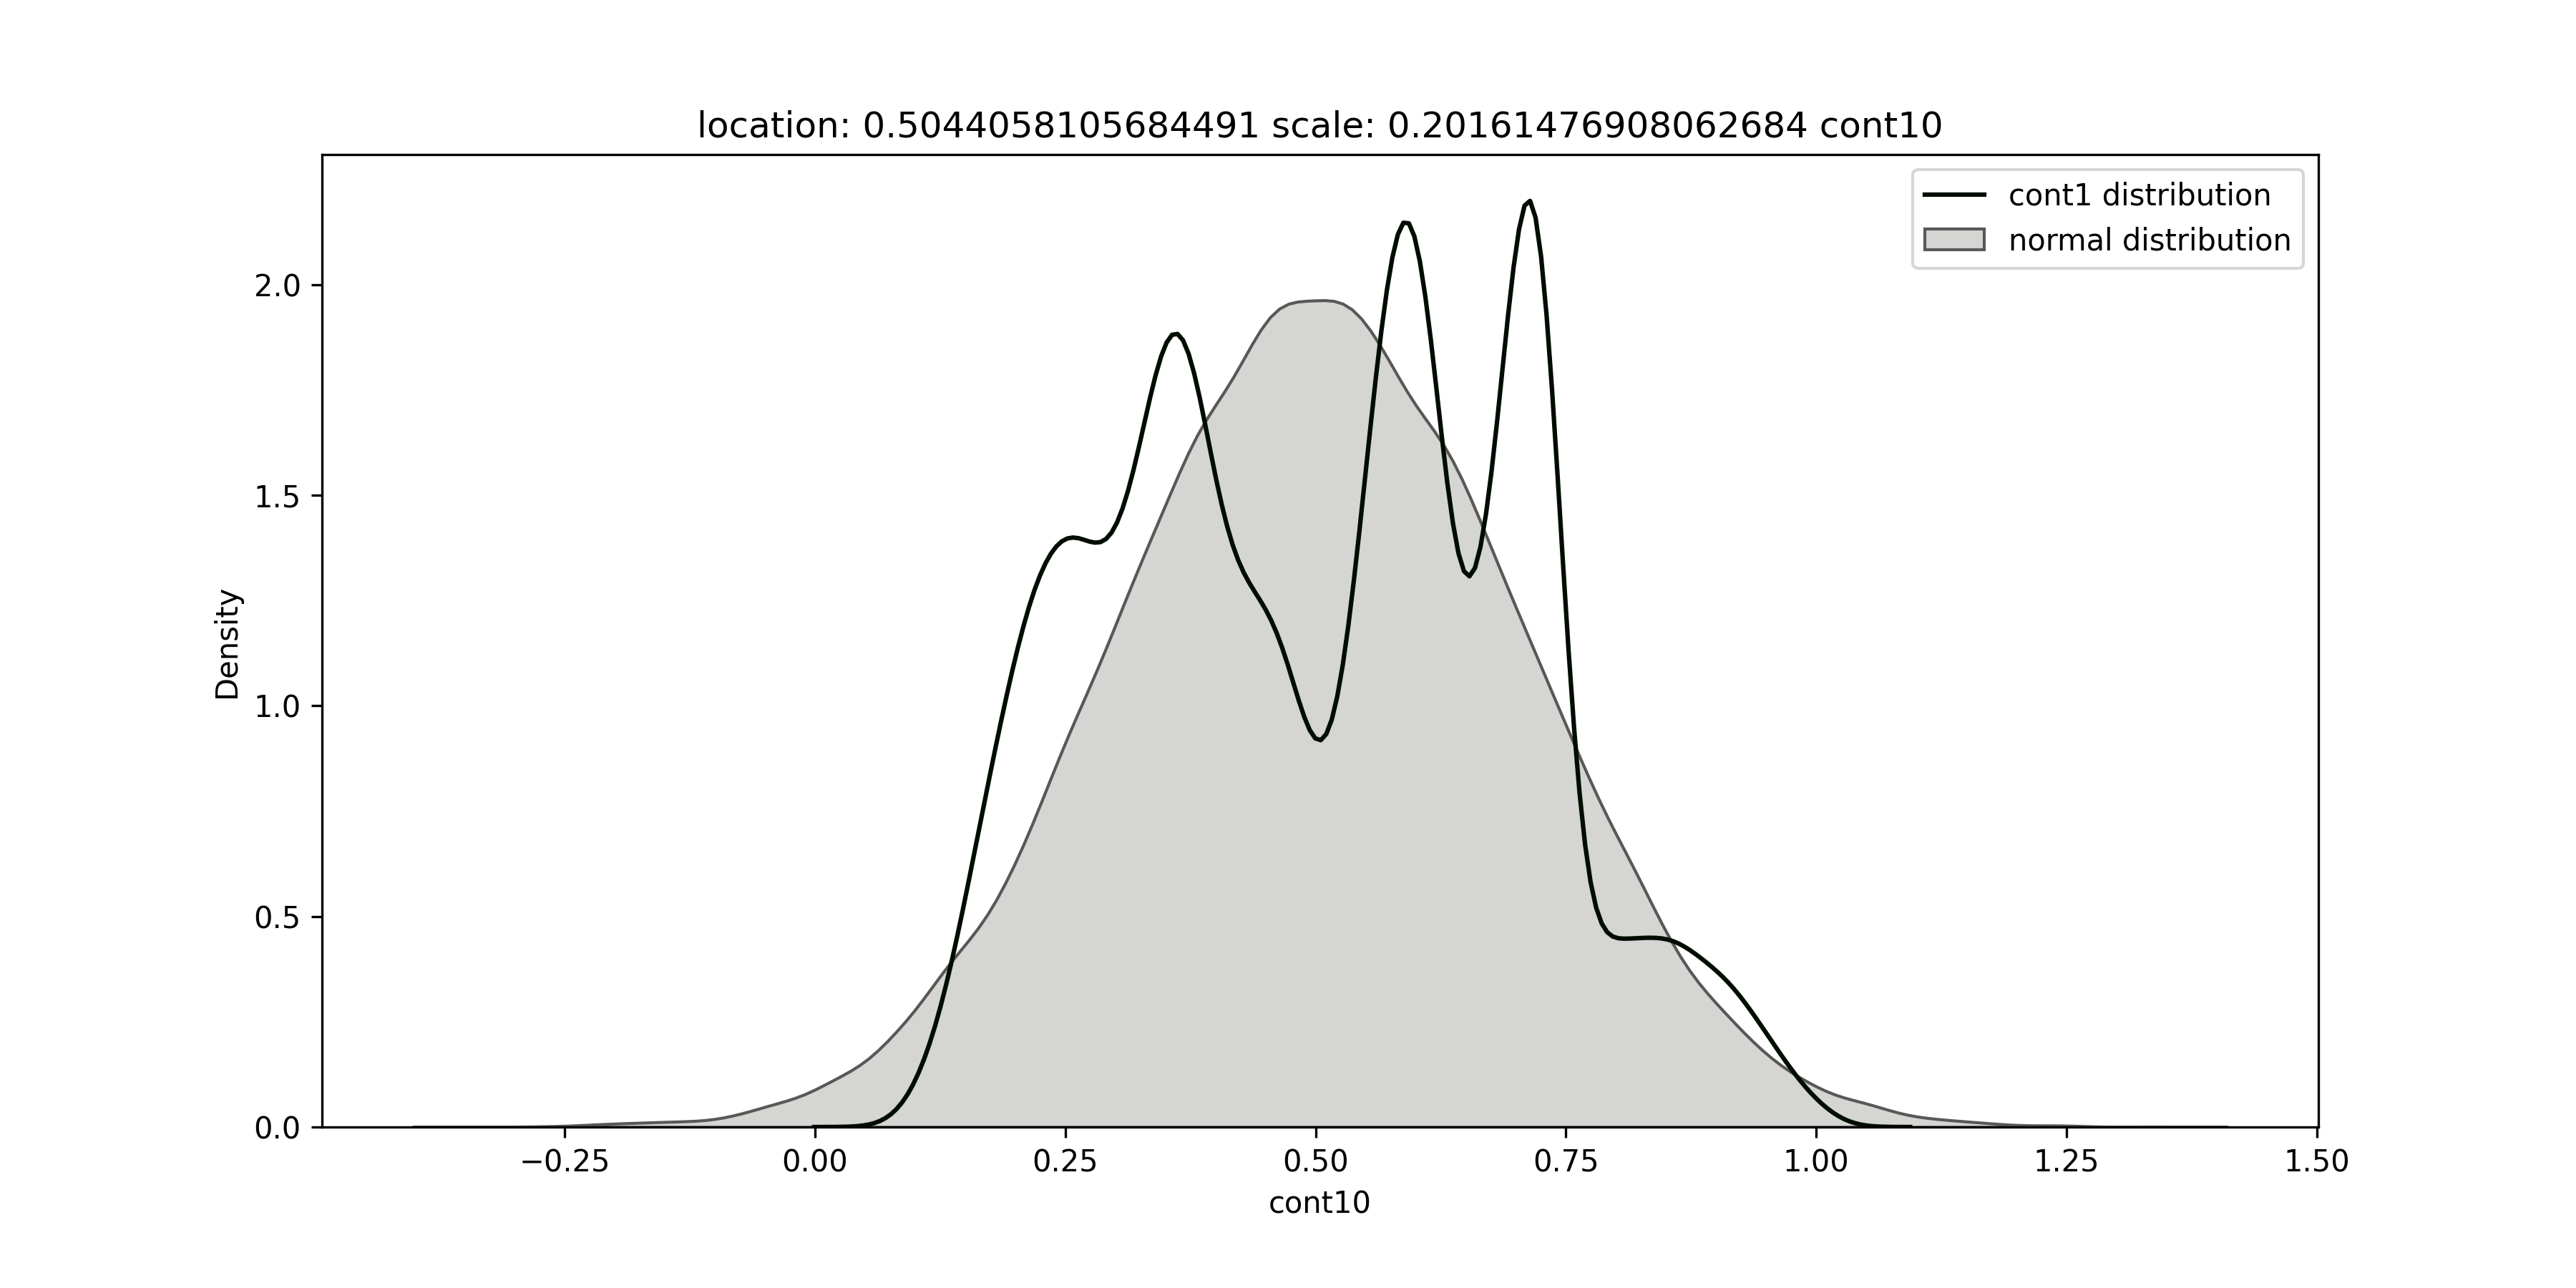 location: 0.5044058105684491 scale: 0.20161476908062684 cont10
cont1 distribution
normal distribution
2.0
1.5
1.0
0.5
0.0
Density
−0.25 0.00 0.25 0.50 0.75 1.00 1.25 1.50
cont10